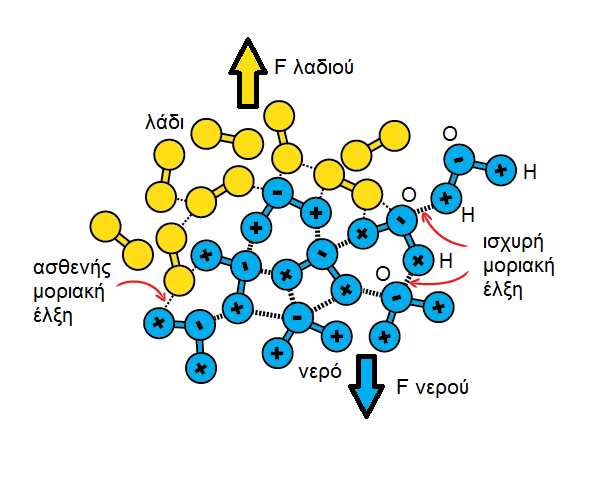 F λαδιού
λάδι
O
H
O
H
ισχυρή
μοριακή
έλξη
H
O
ασθενής
μοριακή
έλξη
νερό
F νερού